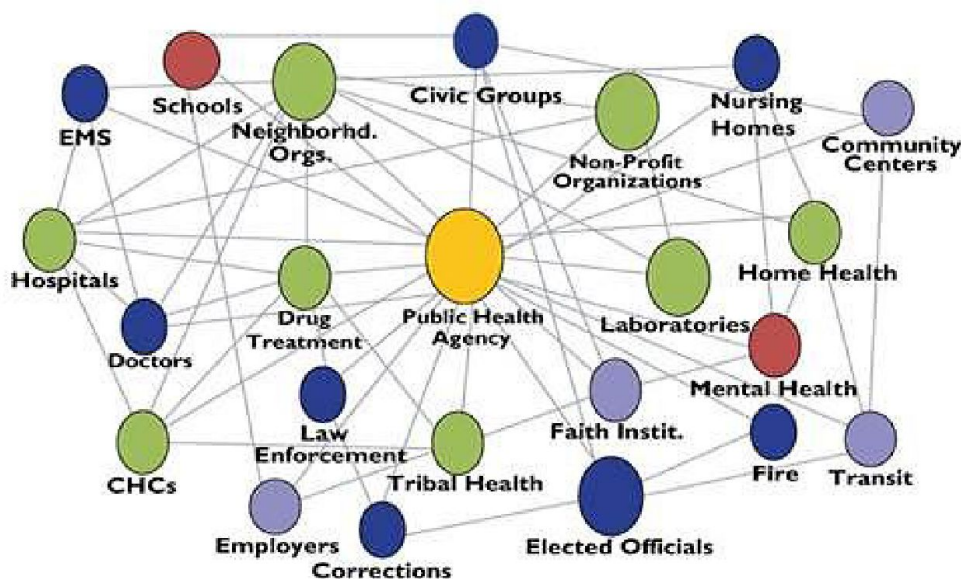 EMS
Schools
Neighborhd.
Orgs.
Civic Groups
Non-Profit
Organizations
Nursing
Homes
Community
Centers
Hospitals
Doctors
Drug
Treatment
Public Health
Agency
Laboratories
Home Health
Mental Health
CHCs
Law
Enforcement
Tribal Health
Faith Instit.
Fire
Transit
Employers
Corrections
Elected Officials